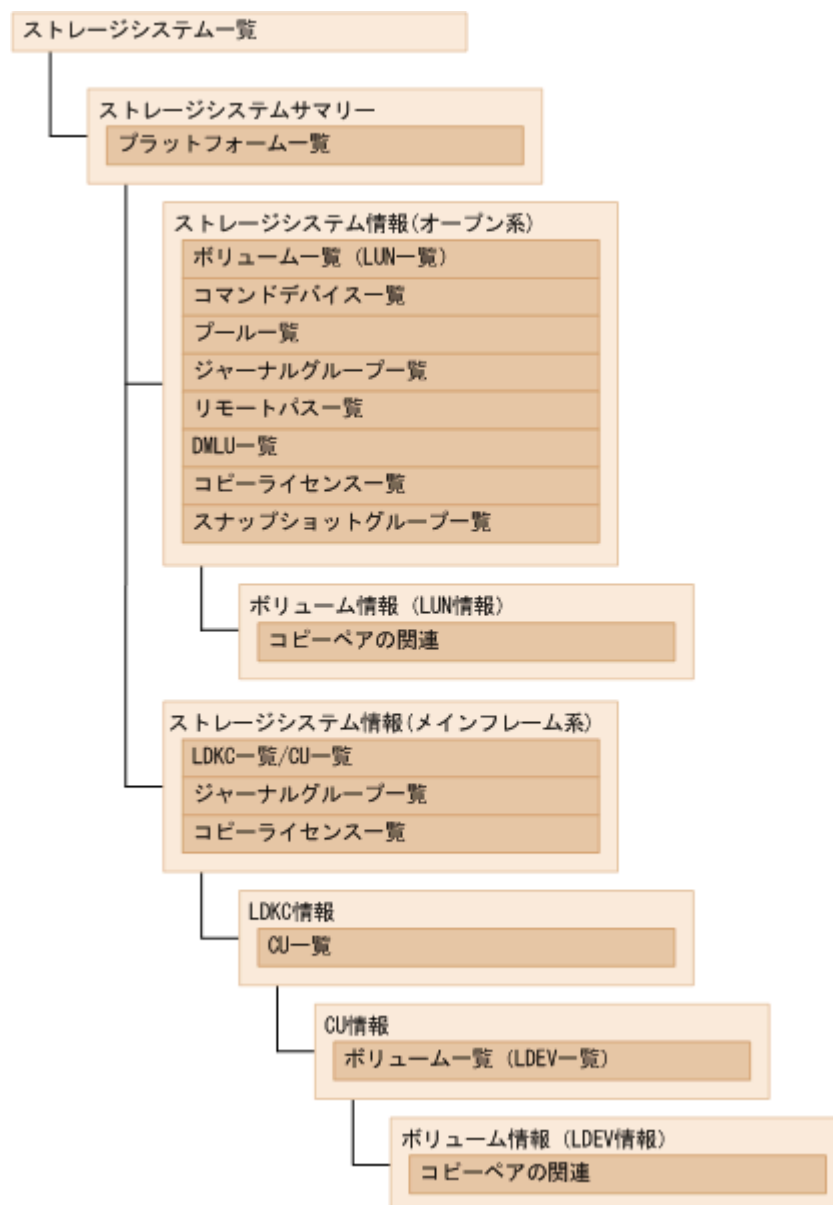 ストレージシステム一覧
ストレージシステムサマリー
プラットフォーム一覧
ストレージシステム情報(オープン系)
ボリューム一覧 (LUN一覧)
コマンドデバイス一覧
プール一覧
ジャーナルグループ一覧
リモートパス一覧
DMLU一覧
コピーライセンス一覧
スナップショットグループ一覧
ボリューム情報 (LUN情報)
コピーペアの関連
ストレージシステム情報(メインフレーム系)
LDKC一覧/CU一覧
ジャーナルグループ一覧
コピーライセンス一覧
LDKC情報
CU一覧
CU情報
ボリューム一覧 (LDEV一覧)
ボリューム情報 (LDEV情報)
コピーペアの関連